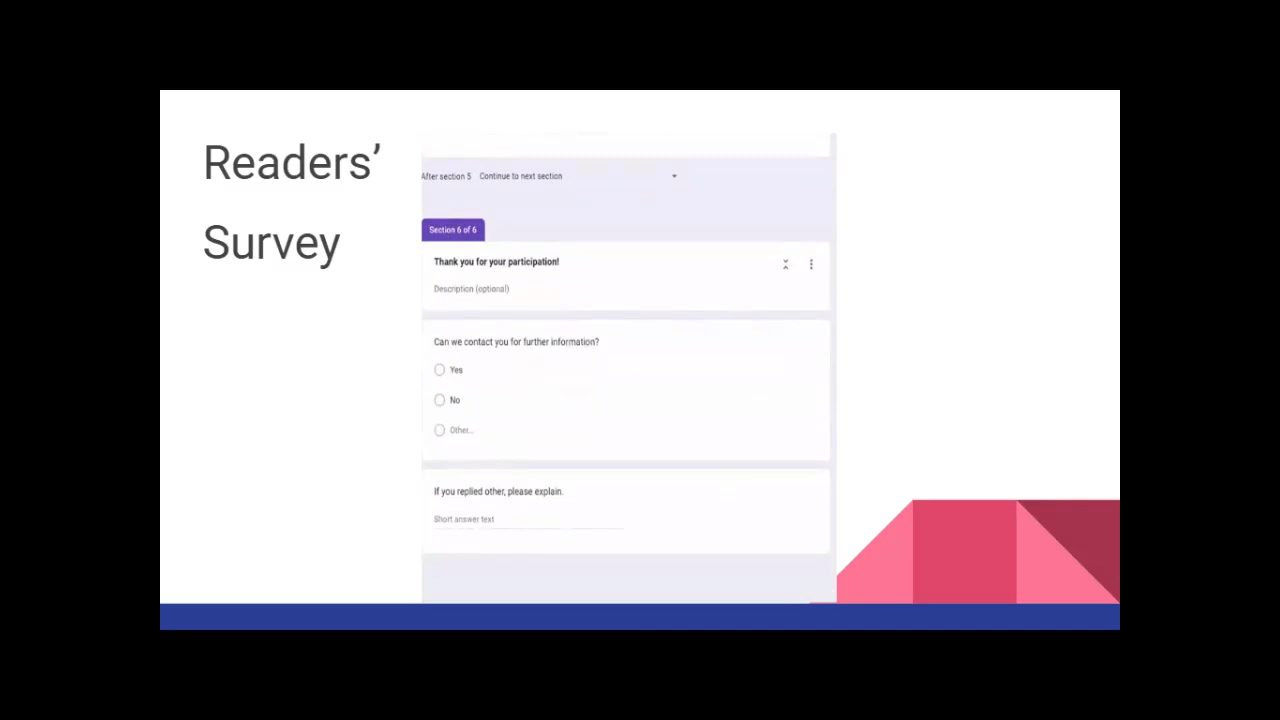 Readers’
Survey
After section 5 Continue to next section
Section 6 of 6
Thank you for your participation!
Description (optional)
Can we contact you for further information?
Yes
No
Other...
If you replied other, please explain.
Short answer text